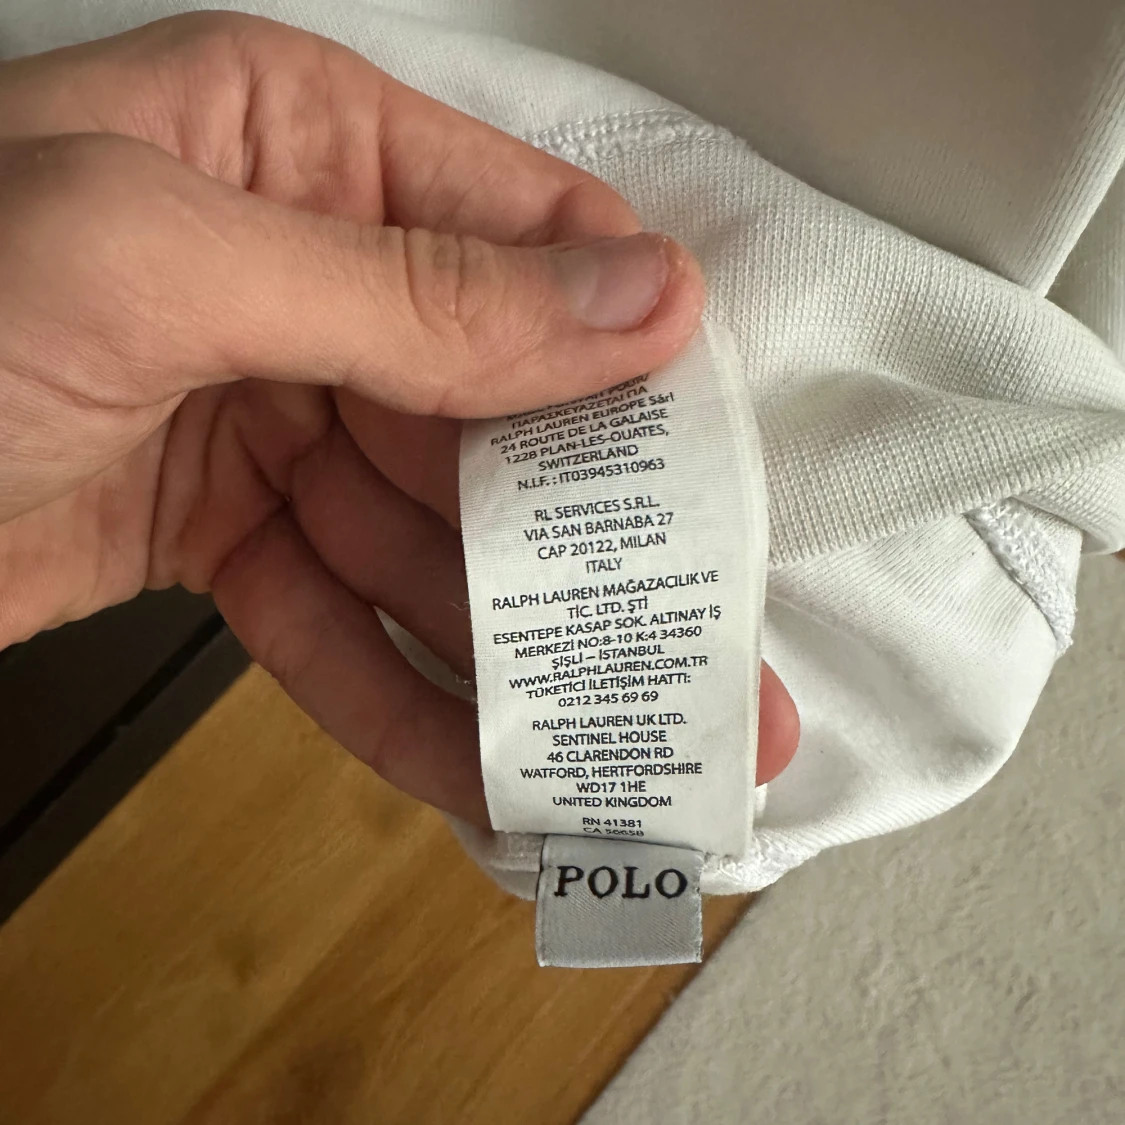 ΠΑΡΑΣΚΕΥΑΖΕΤΑΙ ΓΙΑ
RALPH LAUREN EUROPE Sárl
24 ROUTE DE LA GALAISE
1228 PLAN-LES-OUATES,
SWITZERLAND
N.I.F. : IT03945310963
RL SERVICES S.R.L.
VIA SAN BARNABA 27
CAP 20122, MILAN
ITALY
RALPH LAUREN MAĞAZACILIK VE
TİC. LTD. ŞTİ
ESENTEPE KASAP SOK. ALTINAY İŞ
MERKEZİ NO:8-10 K:4 34360
ŞİŞLİ – ISTANBUL
WWW.RALPHLAUREN.COM.TR
TÜKETİCİ İLETİŞİM HATTI:
0212 345 69 69
RALPH LAUREN UK LTD.
SENTINEL HOUSE
46 CLARENDON RD
WATFORD, HERTFORDSHIRE
WD17 1HE
UNITED KINGDOM
RN 41381
CA 56658
POLO